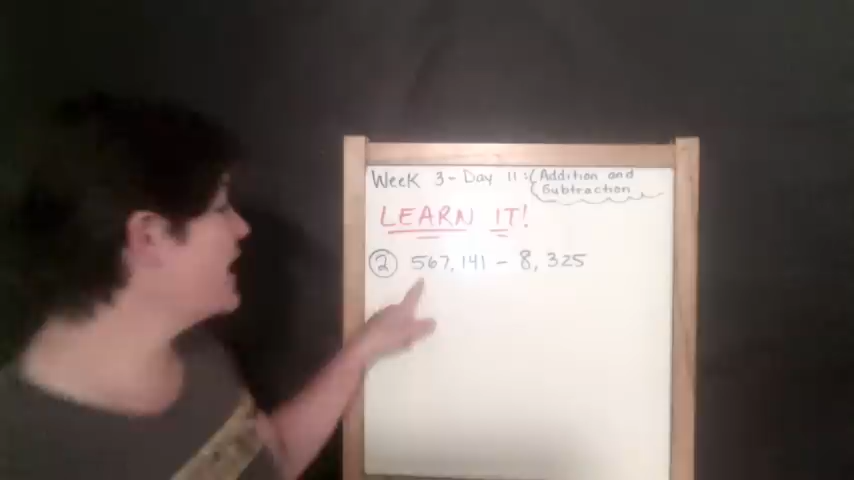 Week 3 - Day 11: Addition and
Subtraction
LEARN IT!
2 567,141 - 8,325